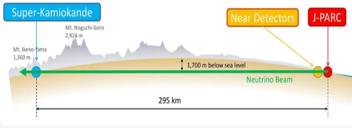 Super-Kamiokande
Near Detectors
J-PARC
Mt. Noguchi-Goro
2,924 m
Mt. Ikeno-Yama
1,360 m
1,700 m below sea level
Neutrino Beam
295 km